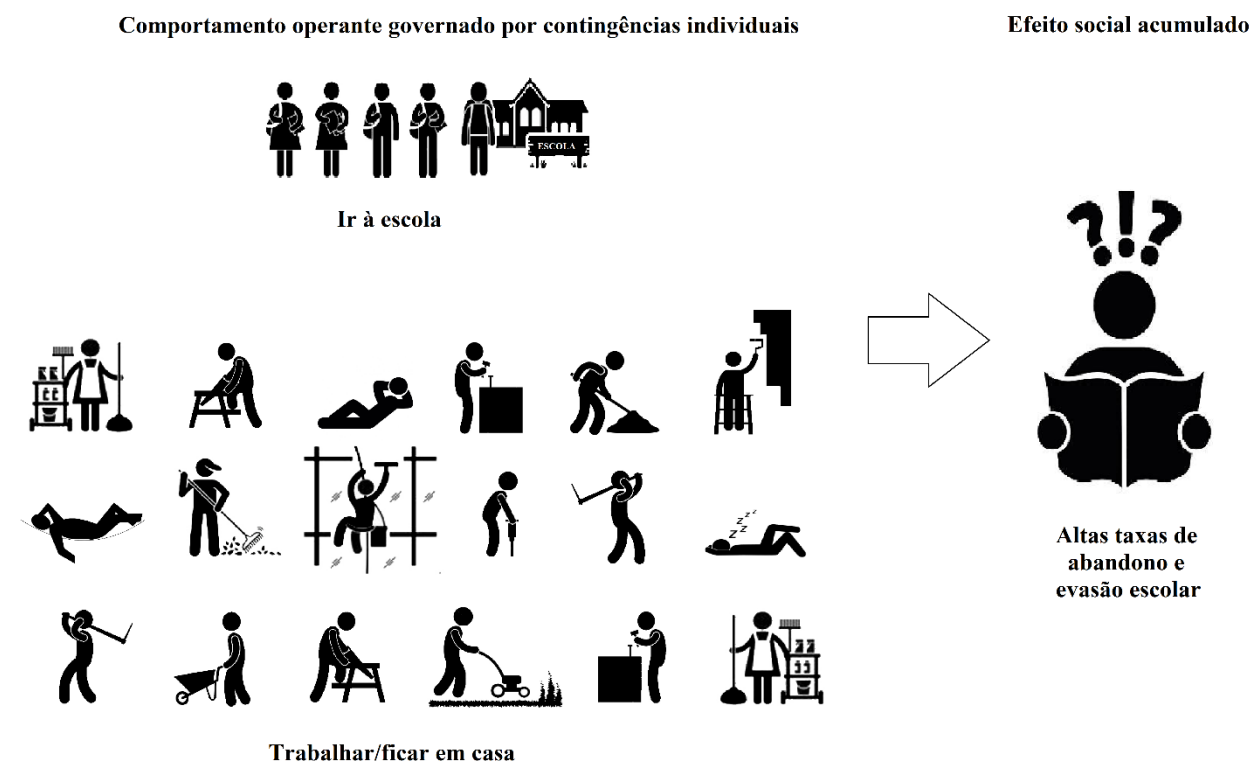 Comportamento operante governado por contingências individuais
Efeito social acumulado
ESCOLA
Ir à escola
? ! ?
z z z z
Altas taxas de
abandono e
evasão escolar
Trabalhar/ficar em casa